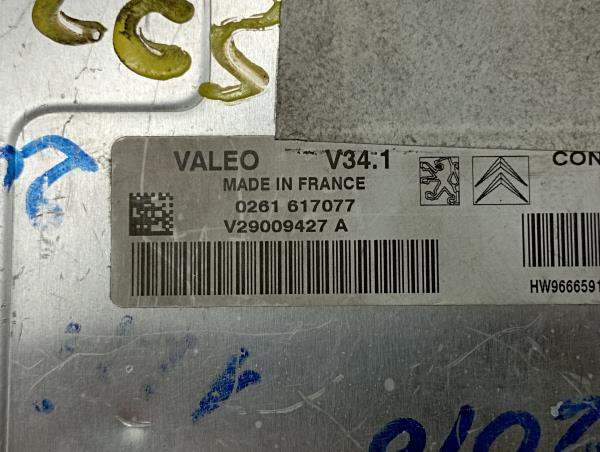 VALEO V34.1
CON
MADE IN FRANCE
0261 617077
V29009427 A
HW9666591